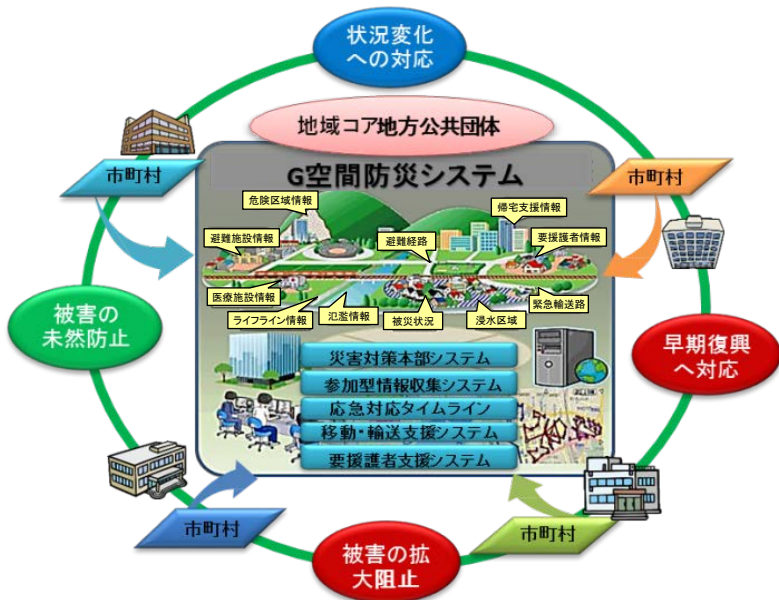 状況変化
への対応
地域コア地方公共団体
市町村
G空間防災システム
市町村
危険区域情報
帰宅支援情報
避難施設情報
避難経路
要援護者情報
医療施設情報
緊急輸送路
ライフライン情報
氾濫情報
被災状況
浸水区域
被害の
未然防止
早期復興
へ対応
災害対策本部システム
参加型情報収集システム
応急対応タイムライン
移動・輸送支援システム
要援護者支援システム
市町村
市町村
被害の拡
大阻止